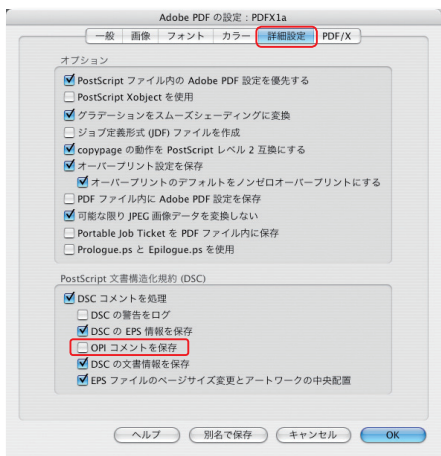 Adobe PDF の設定 : PDFX1a
一般 画像 フォント カラー 詳細設定 PDF/X
オプション
PostScript ファイル内の Adobe PDF 設定を優先する
PostScript Xobject を使用
グラデーションをスムーズシェーディングに変換
ジョブ定義形式 (JDF) ファイルを作成
copypage の動作を PostScript レベル 2 互換にする
オーバープリント設定を保存
オーバープリントのデフォルトをノンゼロオーバープリントにする
PDF ファイル内に Adobe PDF 設定を保存
可能な限り JPEG 画像データを変換しない
Portable Job Ticket を PDF ファイル内に保存
Prologue.ps と Epilogue.ps を使用
PostScript 文書構造化規約 (DSC)
DSC コメントを処理
DSC の警告をログ
DSC の EPS 情報を保存
OPI コメントを保存
DSC の文書情報を保存
EPS ファイルのページサイズ変更とアートワークの中央配置
ヘルプ 別名で保存 キャンセル OK